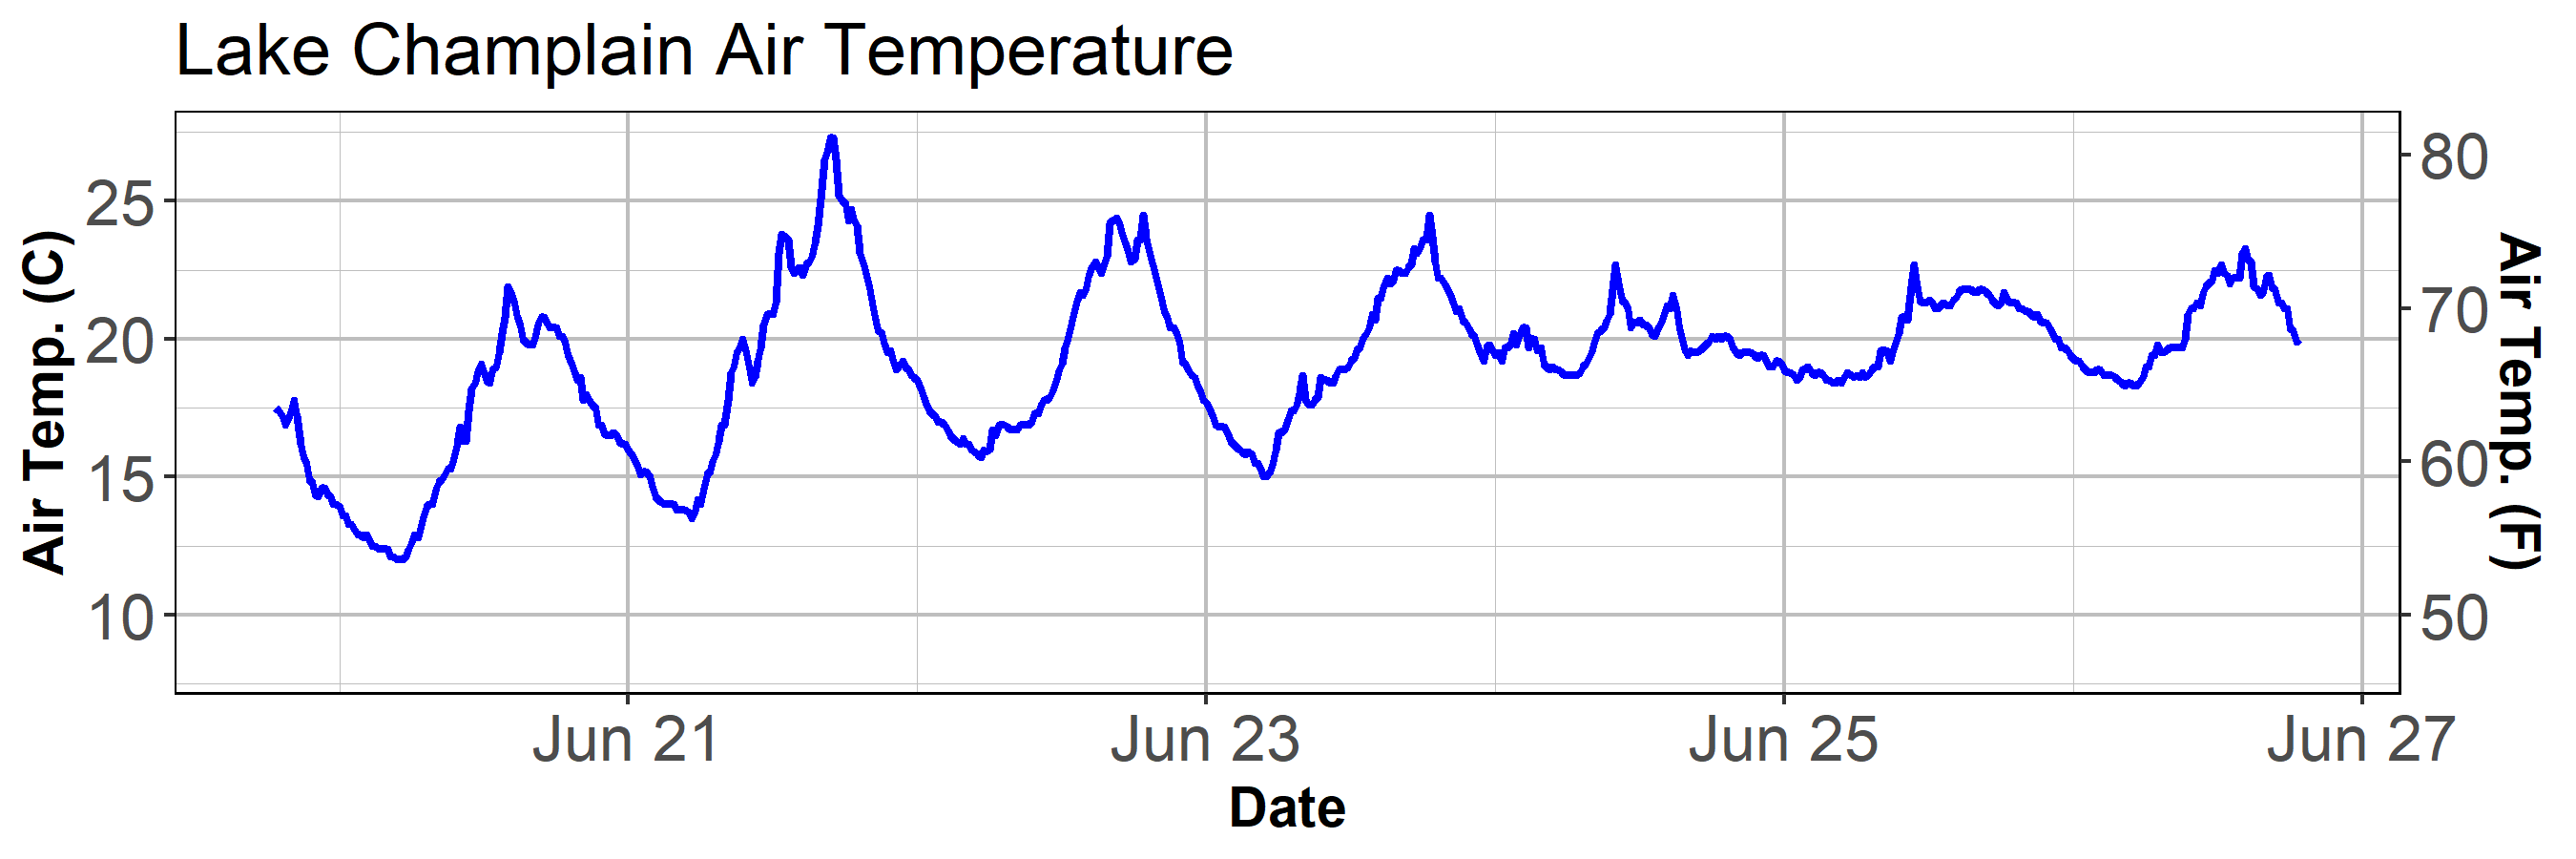 Lake Champlain Air Temperature
Air Temp. (C)
25
20
15
10
80
70
60
50
Air Temp. (F)
Jun 21 Jun 23 Jun 25 Jun 27
Date